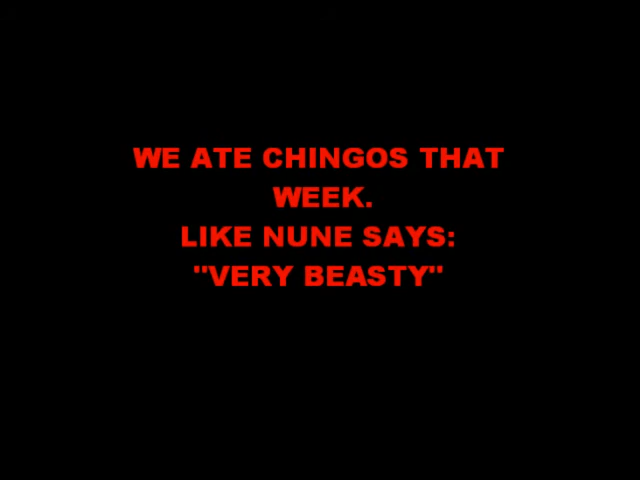 WE ATE CHINGOS THAT
WEEK.
LIKE NUNE SAYS:
"VERY BEASTY"